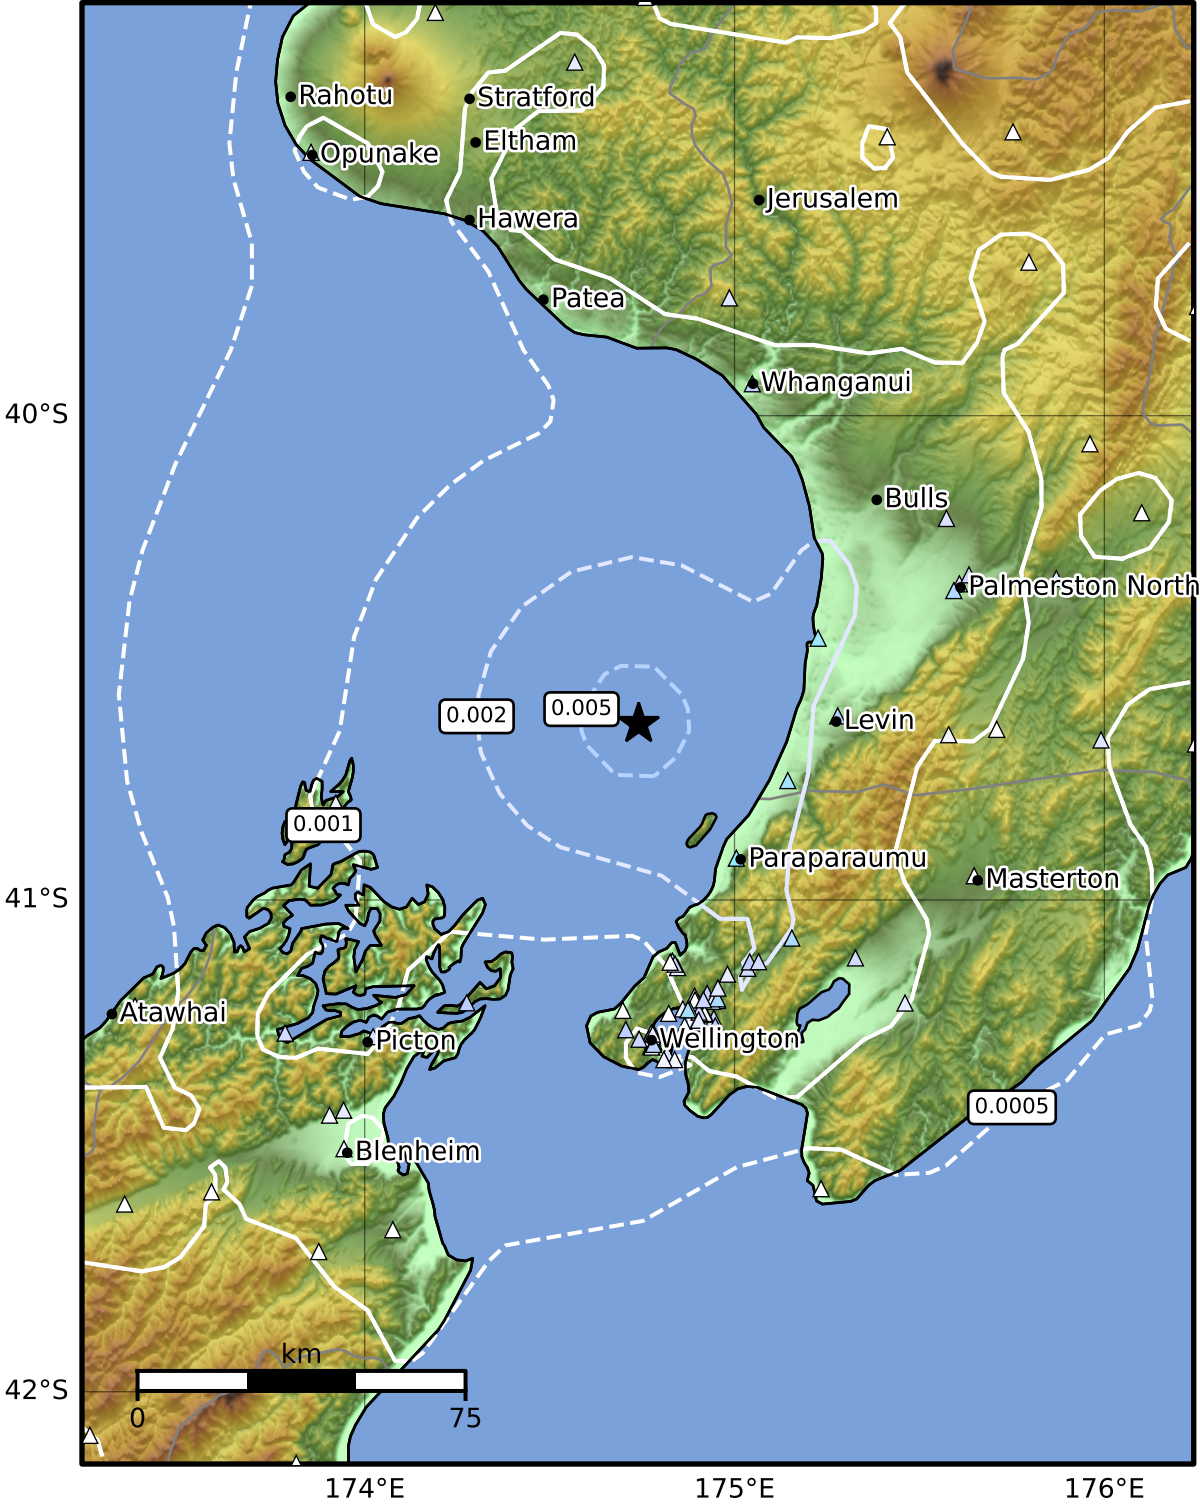 Rahotu
Stratford
Eltham
Opunake
Jerusalem
Hawera
Patea
Whanganui
40°S
Bulls
Palmerston North
0.002
0.005
Levin
0.001
Paraparaumu
Masterton
41°S
Atawhai
Picton
Wellington
0.0005
Blenheim
km
0
75
42°S
174°E
175°E
176°E